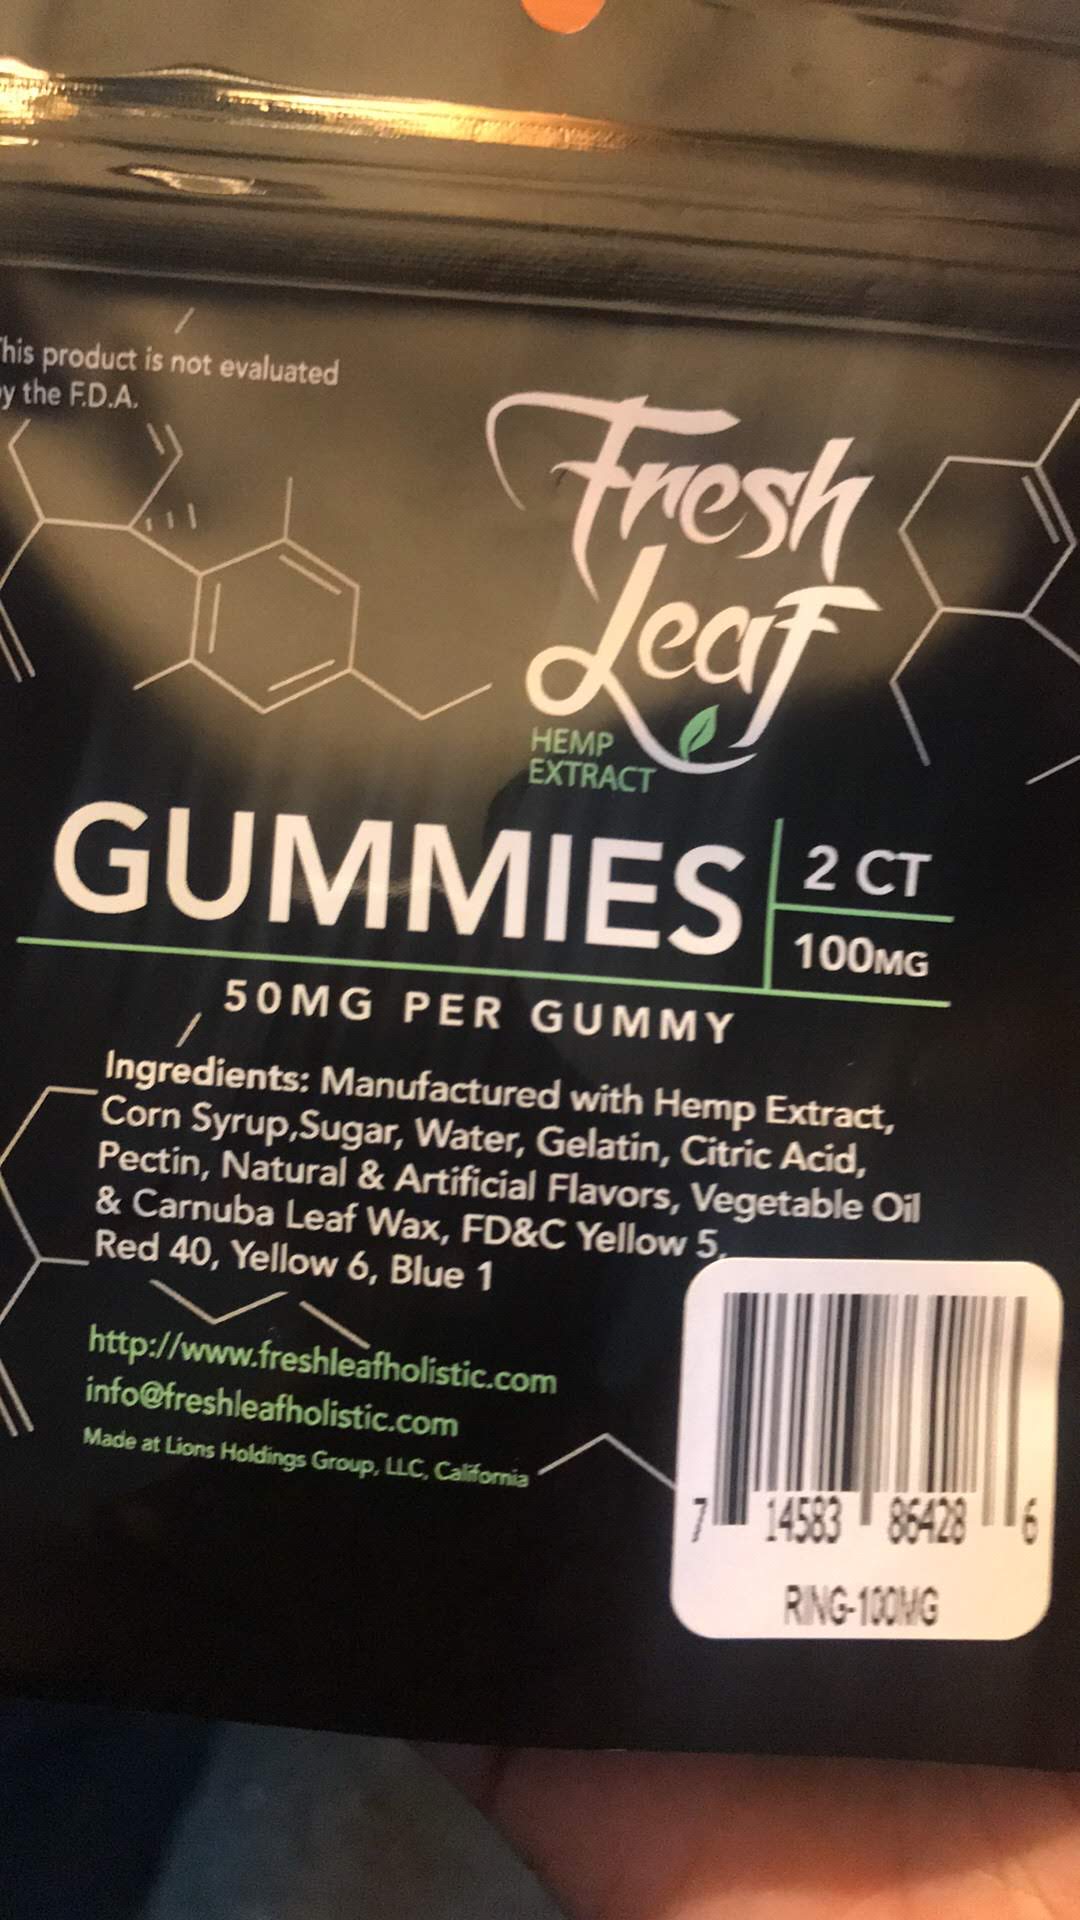 his product is not evaluated
y the F.D.A.
Fresh
Leaf
HEMP
EXTRACT
GUMMIES
2 CT
100MG
50MG PER GUMMY
Ingredients: Manufactured with Hemp Extract,
Corn Syrup,Sugar, Water, Gelatin, Citric Acid,
Pectin, Natural & Artificial Flavors, Vegetable Oil
& Carnuba Leaf Wax, FD&C Yellow 5,
Red 40, Yellow 6, Blue 1
http://www.freshleafholistic.com
info@freshleafholistic.com
Made at Lions Holdings Group, LLC, California
7 14583 86428 6
RING-100MG